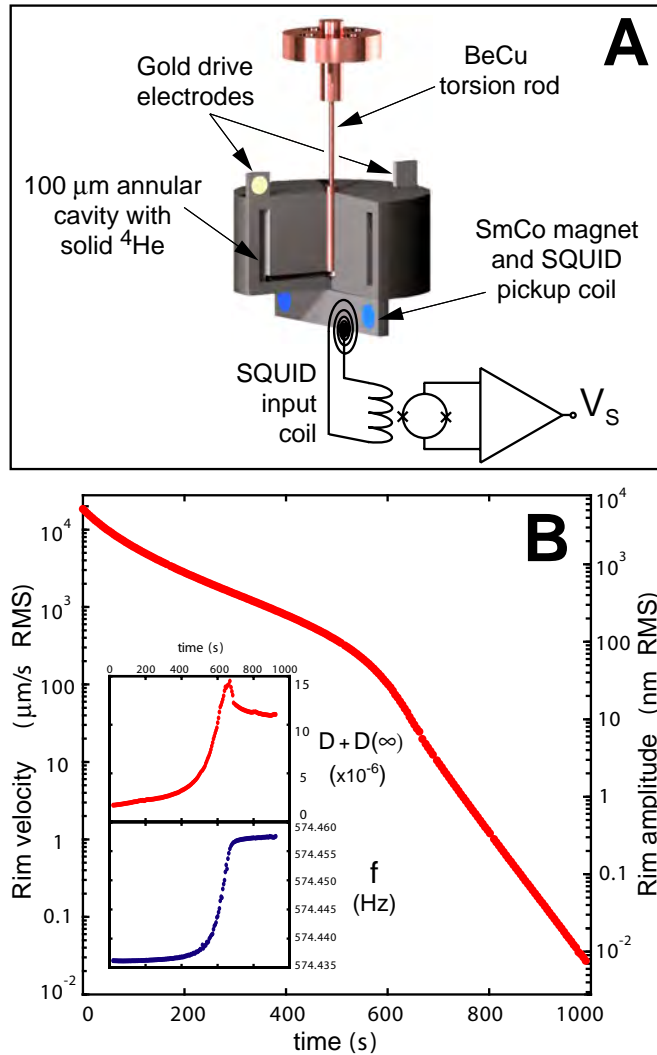 A
Gold drive
electrodes
BeCu
torsion rod
100 μm annular
cavity with
solid ⁴He
SmCo magnet
and SQUID
pickup coil
SQUID
input
coil
V_S
B
10⁴
10³
100
10
1
0.1
10⁻²
Rim velocity (μm/s RMS)
10⁴
10³
100
10
1
0.1
10⁻²
Rim amplitude (nm RMS)
time (s)
0 200 400 600 800 1000
15
10
5
0
D + D(∞)
(x10⁻⁶)
574.460
574.455
574.450
574.445
574.440
574.435
f
(Hz)
0 200 400 600 800 1000
time (s)